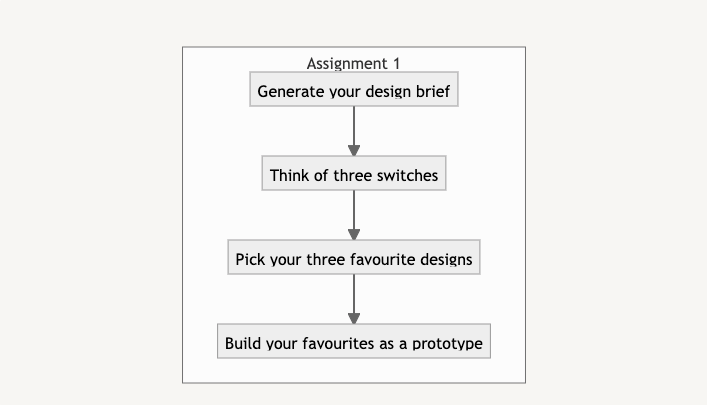 Assignment 1
Generate your design brief
Think of three switches
Pick your three favourite designs
Build your favourites as a prototype